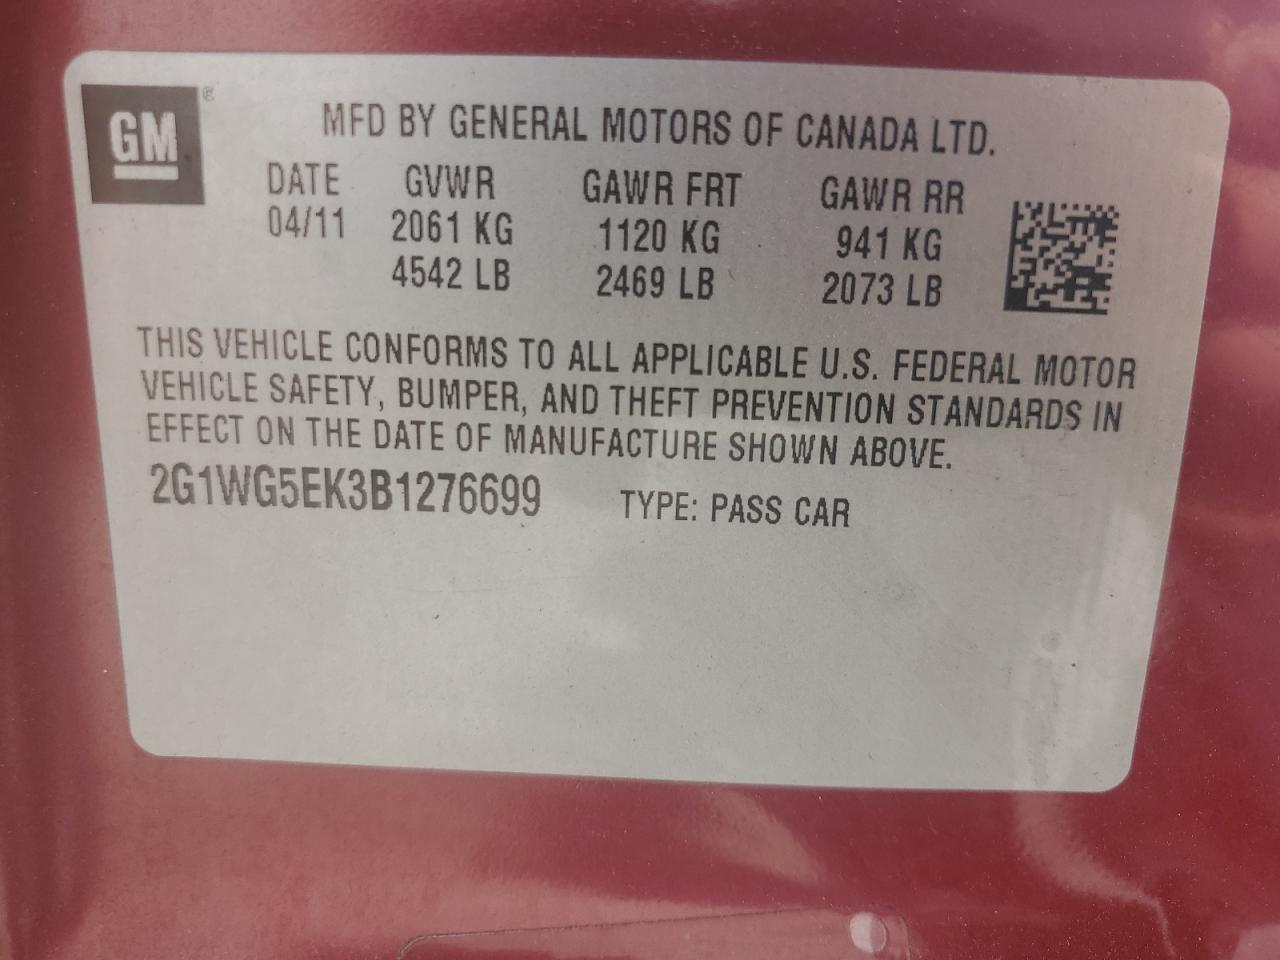 GM ®
MFD BY GENERAL MOTORS OF CANADA LTD.
DATE GVWR GAWR FRT GAWR RR
04/11 2061 KG 1120 KG 941 KG
4542 LB 2469 LB 2073 LB
THIS VEHICLE CONFORMS TO ALL APPLICABLE U.S. FEDERAL MOTOR
VEHICLE SAFETY, BUMPER, AND THEFT PREVENTION STANDARDS IN
EFFECT ON THE DATE OF MANUFACTURE SHOWN ABOVE.
2G1WG5EK3B1276699 TYPE: PASS CAR